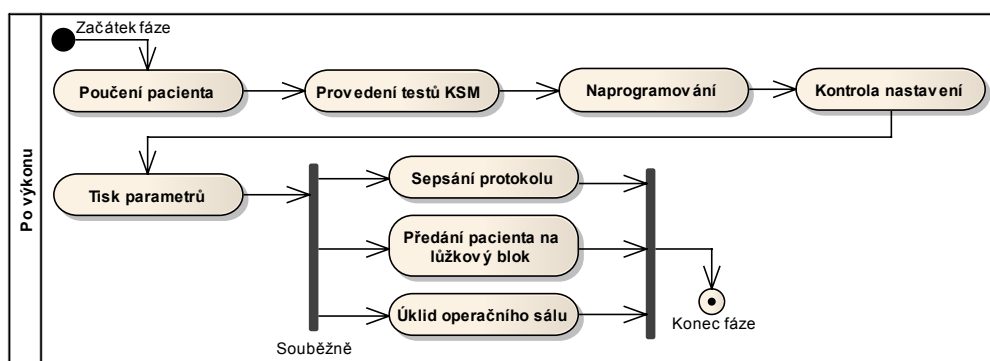 Po výkonu
Začátek fáze
Poučení pacienta
Provedení testů KSM
Naprogramování
Kontrola nastavení
Tisk parametrů
Souběžně
Sepsání protokolu
Předání pacienta na
lůžkový blok
Úklid operačního sálu
Konec fáze